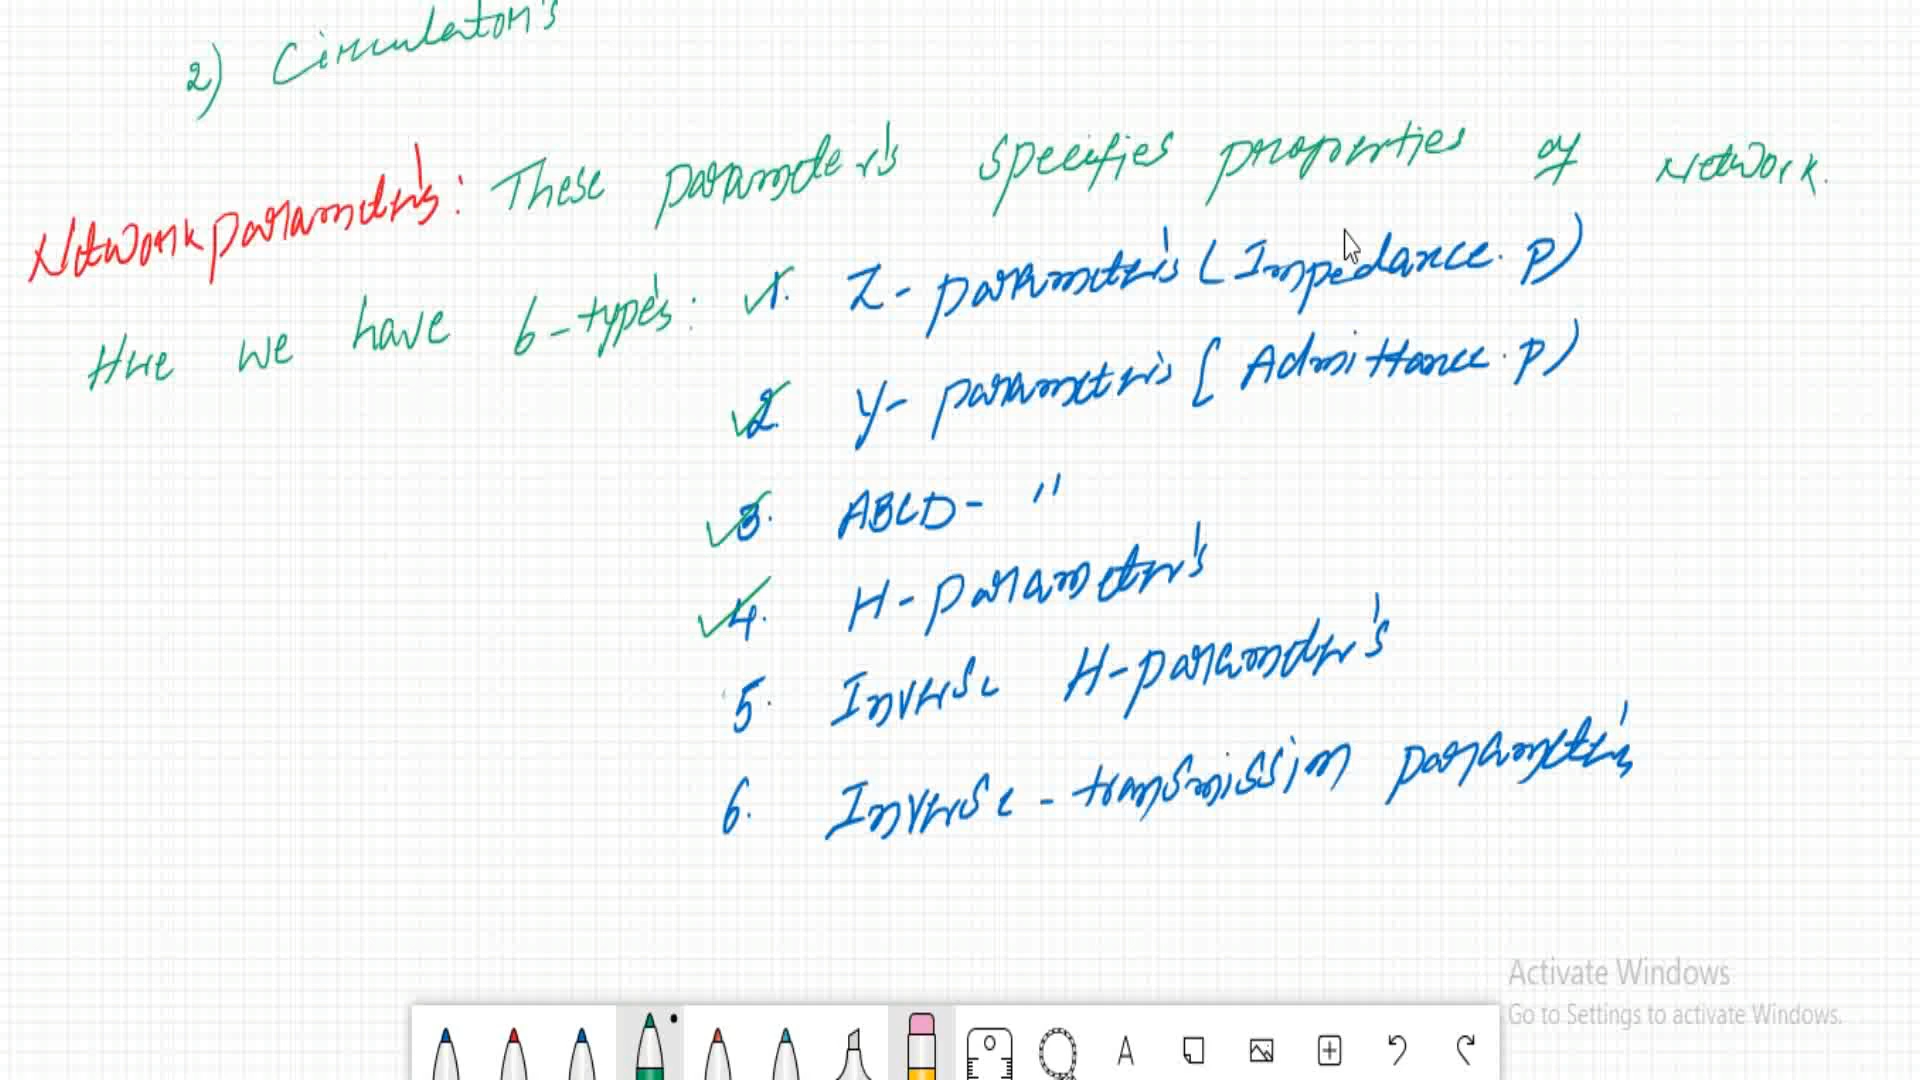 2) Circulator's
Network parameter's: These parameter's specifies properties of Network.
Here we have 6-type's: 1. Z-parameter's (Impedance.p)
2. Y-parameter's [Admittance.p)
3. ABCD- "
4. H-parameter's
5. Inverse H-parameter's
6. Inverse-transmission parameter's
Activate Windows
Go to Settings to activate Windows.